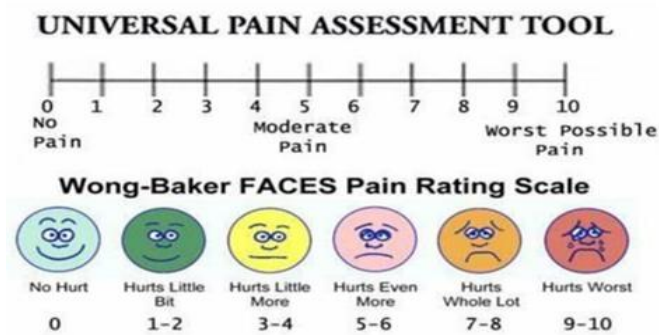 UNIVERSAL PAIN ASSESSMENT TOOL
0 1 2 3 4 5 6 7 8 9 10
No Pain
Moderate Pain
Worst Possible Pain
Wong-Baker FACES Pain Rating Scale
No Hurt
Hurts Little Bit
Hurts Little More
Hurts Even More
Hurts Whole Lot
Hurts Worst
0 1-2 3-4 5-6 7-8 9-10